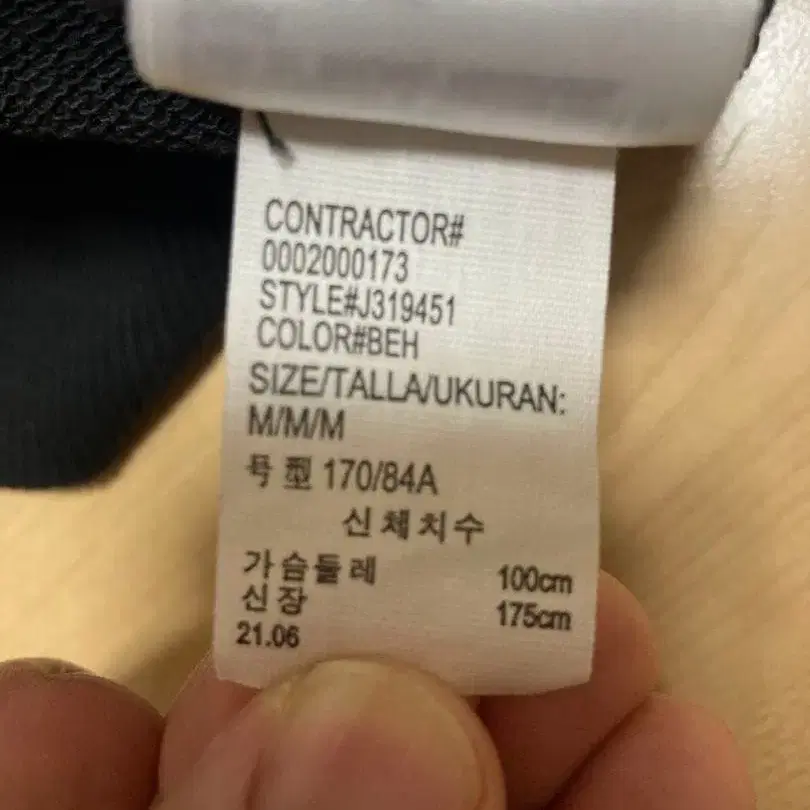 CONTRACTOR#
0002000173
STYLE#J319451
COLOR#BEH
SIZE/TALLA/UKURAN:
M/M/M
号型 170/84A
신체치수
가슴둘레 100cm
신장 175cm
21.06